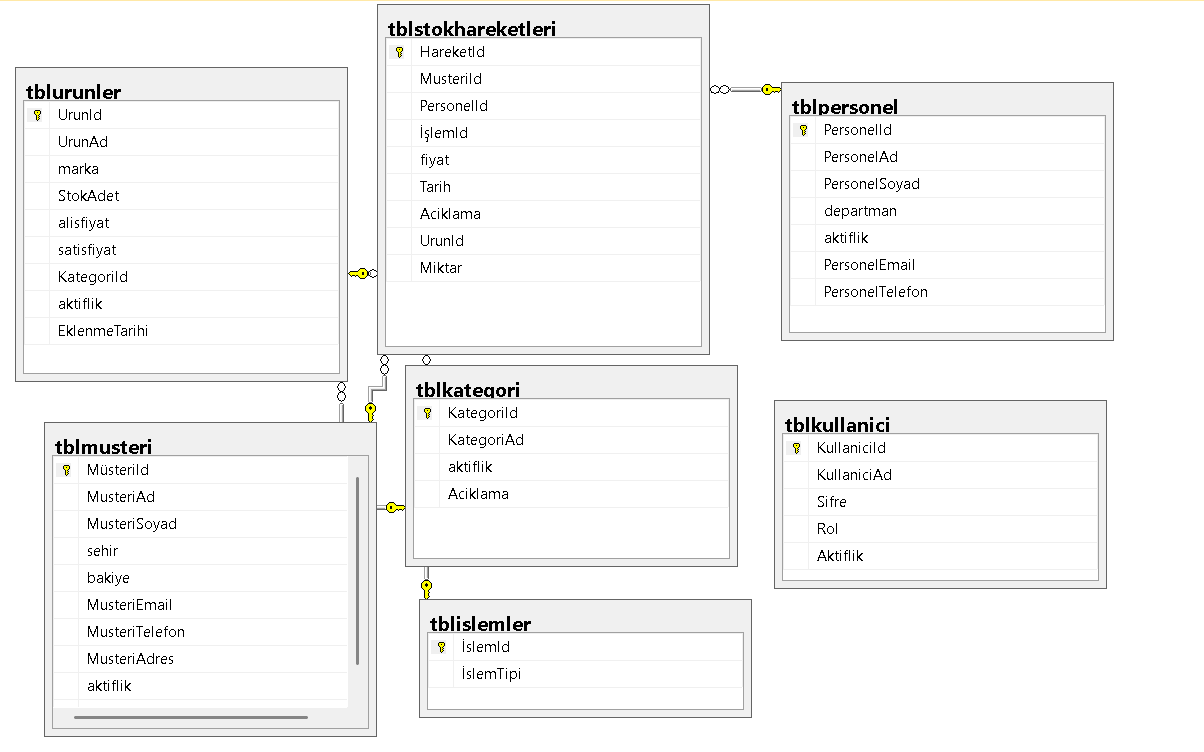 tblstokhareketleri
HareketId
MusteriId
PersonelId
İşlemId
fiyat
Tarih
Aciklama
UrunId
Miktar
tblurunler
UrunId
UrunAd
marka
StokAdet
alisfiyat
satisfiyat
KategoriId
aktiflik
EklenmeTarihi
tblpersonel
PersonelId
PersonelAd
PersonelSoyad
departman
aktiflik
PersonelEmail
PersonelTelefon
tblmusteri
MüsteriId
MusteriAd
MusteriSoyad
sehir
bakiye
MusteriEmail
MusteriTelefon
MusteriAdres
aktiflik
tblkategori
KategoriId
KategoriAd
aktiflik
Aciklama
tblkullanici
KullaniciId
KullaniciAd
Sifre
Rol
Aktiflik
tblislemler
İslemId
İslemTipi